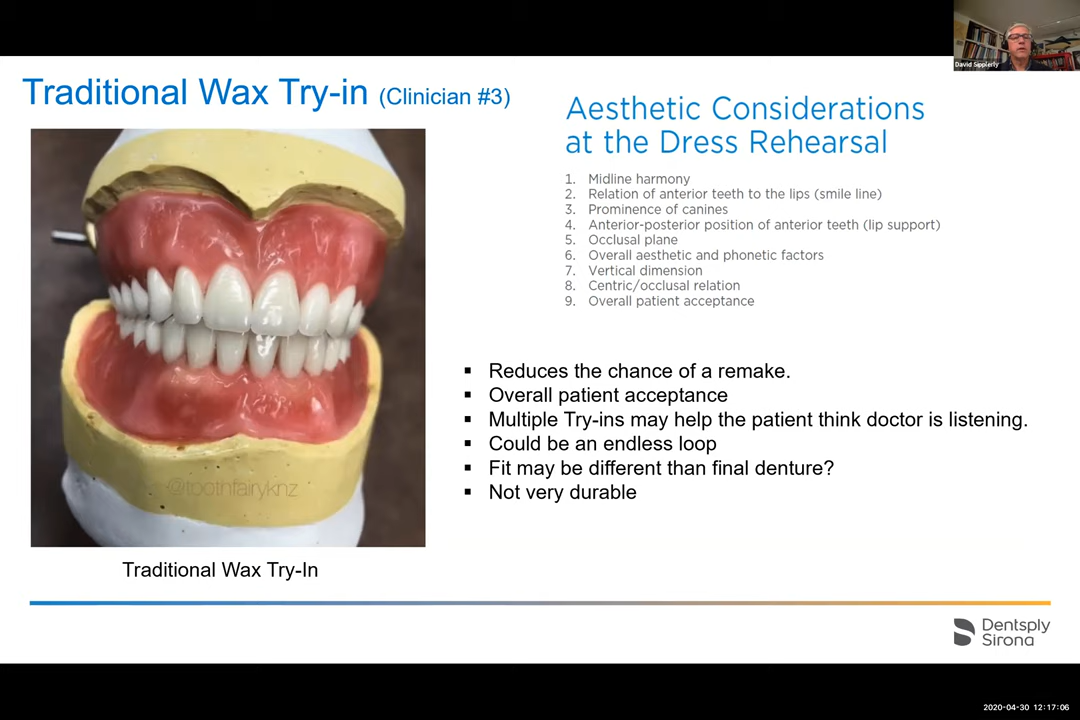 David Sipplerly
Traditional Wax Try-in (Clinician #3)
Aesthetic Considerations
at the Dress Rehearsal
1. Midline harmony
2. Relation of anterior teeth to the lips (smile line)
3. Prominence of canines
4. Anterior-posterior position of anterior teeth (lip support)
5. Occlusal plane
6. Overall aesthetic and phonetic factors
7. Vertical dimension
8. Centric/occlusal relation
9. Overall patient acceptance
▪ Reduces the chance of a remake.
▪ Overall patient acceptance
▪ Multiple Try-ins may help the patient think doctor is listening.
▪ Could be an endless loop
▪ Fit may be different than final denture?
▪ Not very durable
@toothfairyknz
Traditional Wax Try-In
Dentsply
Sirona
2020-04-30 12:17:06